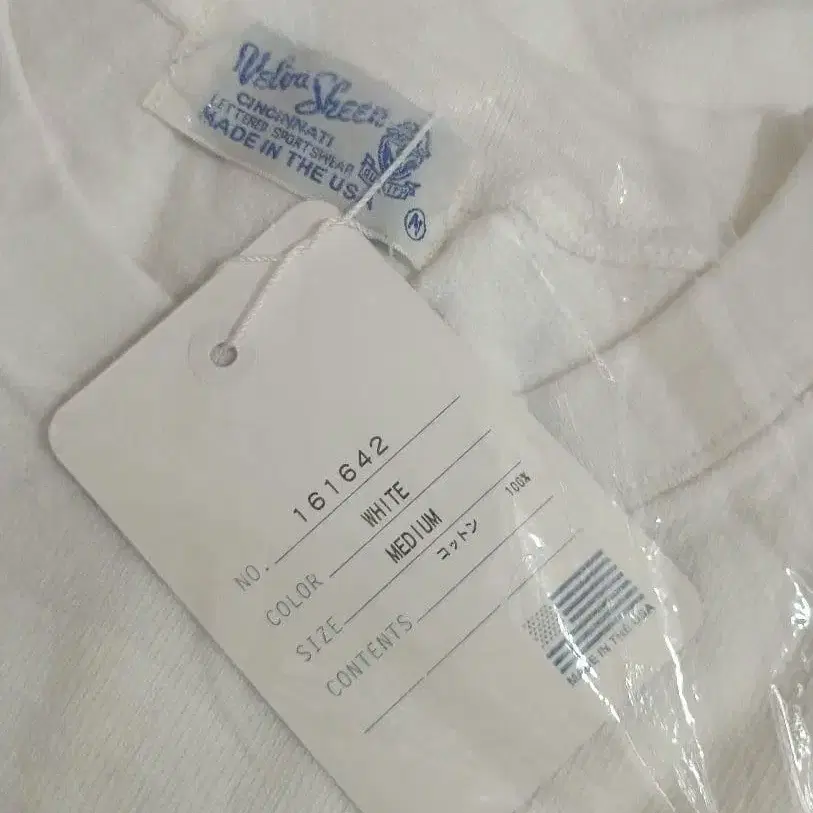 Velva Sheen
CINCINNATI
LETTERED SPORTSWEAR
MADE IN THE USA
QUALITY
M
NO. 161642
COLOR WHITE
SIZE MEDIUM
CONTENTS コットン 100%
MADE IN THE USA